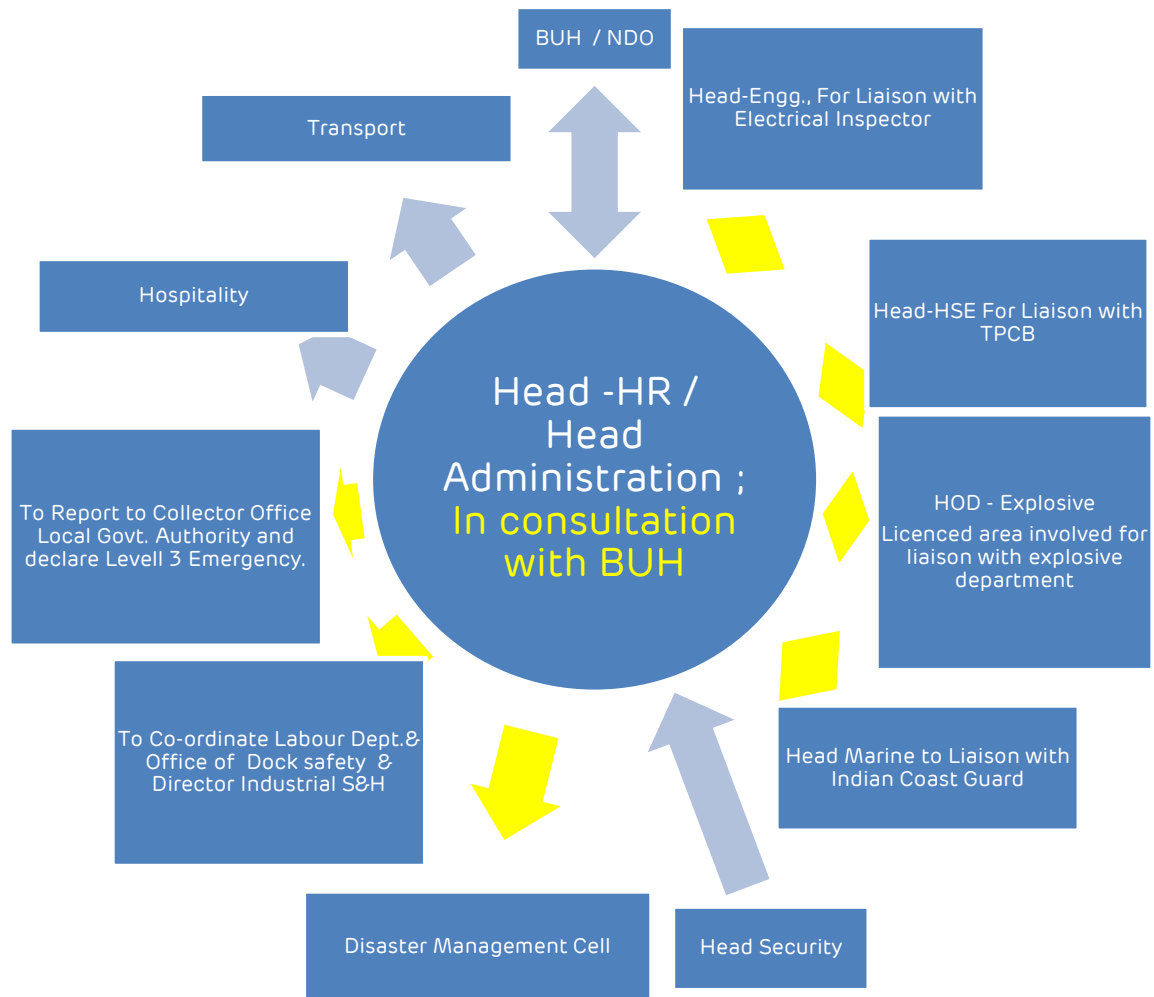 BUH / NDO
Head-Engg., For Liaison with
Electrical Inspector
Transport
Hospitality
Head-HSE For Liaison with
TPCB
Head -HR /
Head
Administration ;
In consultation
with BUH
To Report to Collector Office
Local Govt. Authority and
declare Levell 3 Emergency.
HOD - Explosive
Licenced area involved for
liaison with explosive
department
To Co-ordinate Labour Dept.&
Office of Dock safety &
Director Industrial S&H
Head Marine to Liaison with
Indian Coast Guard
Disaster Management Cell
Head Security